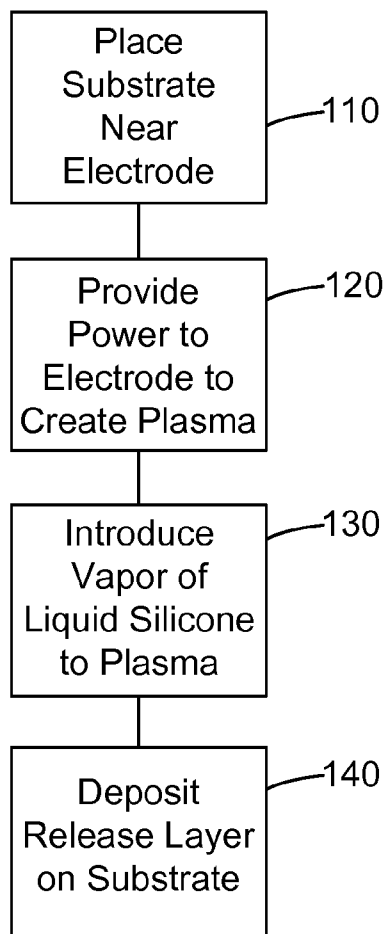 Place
Substrate
Near
Electrode
110
Provide
Power to
Electrode to
Create Plasma
120
Introduce
Vapor of
Liquid Silicone
to Plasma
130
Deposit
Release Layer
on Substrate
140